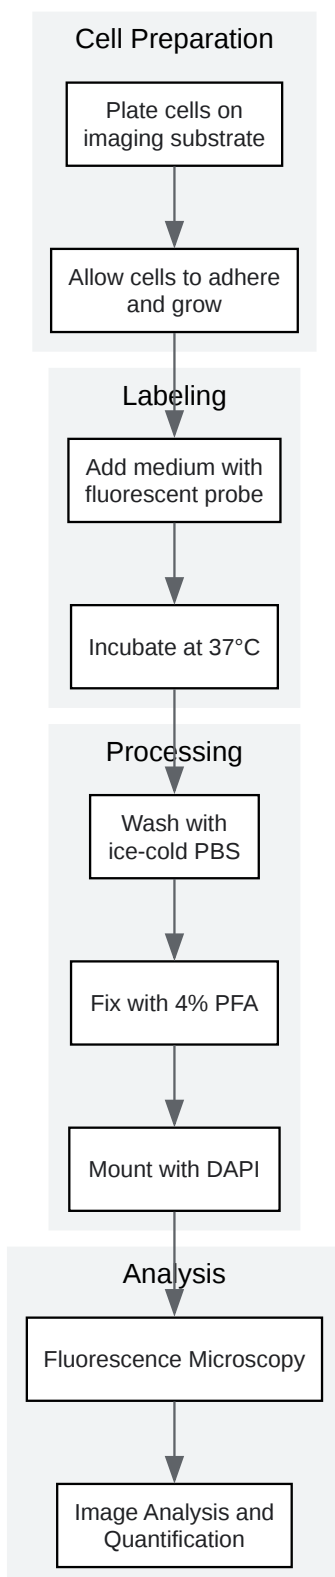 Cell Preparation
Plate cells on
imaging substrate
Allow cells to adhere
and grow
Labeling
Add medium with
fluorescent probe
Incubate at 37°C
Processing
Wash with
ice-cold PBS
Fix with 4% PFA
Mount with DAPI
Analysis
Fluorescence Microscopy
Image Analysis and
Quantification